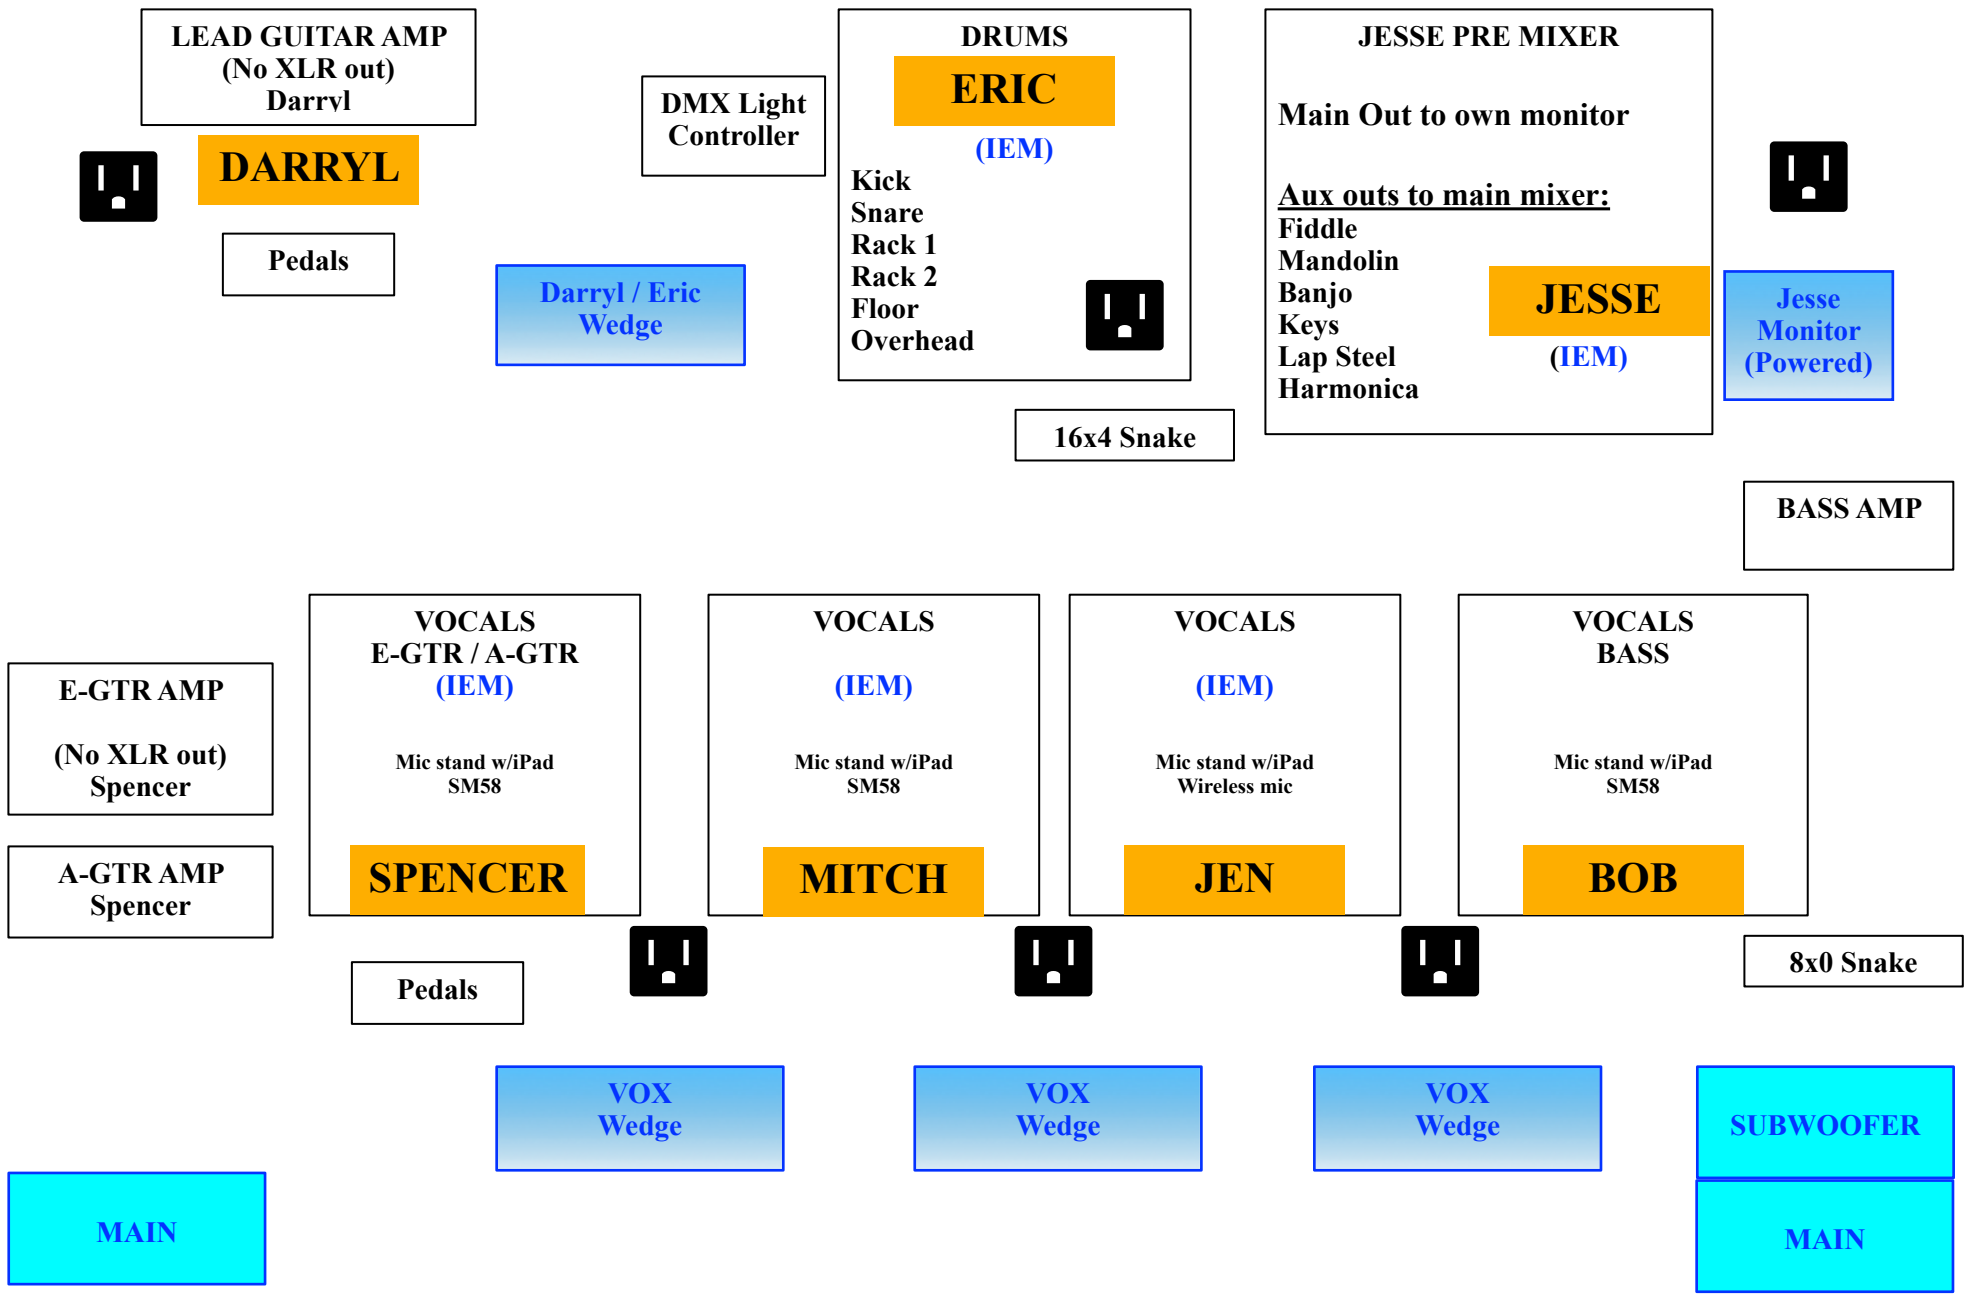 LEAD GUITAR AMP
(No XLR out)
Darryl
DARRYL
Pedals
DMX Light
Controller
Darryl / Eric
Wedge
DRUMS
ERIC
(IEM)
Kick
Snare
Rack 1
Rack 2
Floor
Overhead
JESSE PRE MIXER
Main Out to own monitor
Aux outs to main mixer:
Fiddle
Mandolin
Banjo
Keys
Lap Steel
Harmonica
JESSE
(IEM)
Jesse
Monitor
(Powered)
16x4 Snake
BASS AMP
E-GTR AMP
(No XLR out)
Spencer
A-GTR AMP
Spencer
VOCALS
E-GTR / A-GTR
(IEM)
Mic stand w/iPad
SM58
SPENCER
VOCALS
(IEM)
Mic stand w/iPad
SM58
MITCH
VOCALS
(IEM)
Mic stand w/iPad
Wireless mic
JEN
VOCALS
BASS
Mic stand w/iPad
SM58
BOB
Pedals
8x0 Snake
VOX
Wedge
VOX
Wedge
VOX
Wedge
SUBWOOFER
MAIN
MAIN